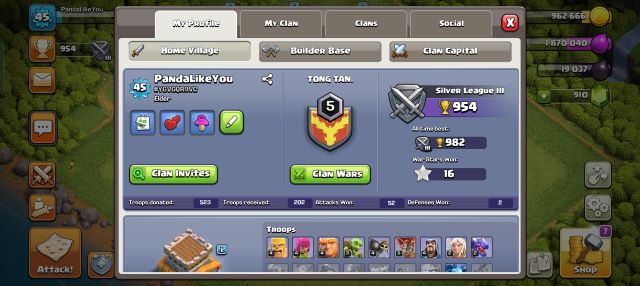 My Profile
My Clan
Clans
Social
45
PandaLikeYou
954
962 666
1 870 040
19 037
910
Home Village
Builder Base
Clan Capital
45
PandaLikeYou
Elder
TONG TAN.
5
Silver League III
954
All time best:
982
War Stars Won:
16
Clan Invites
Clan Wars
Troops donated: 523
Troops received: 202
Attacks Won: 52
Defenses Won: 2
Troops
Attack!
Shop
7